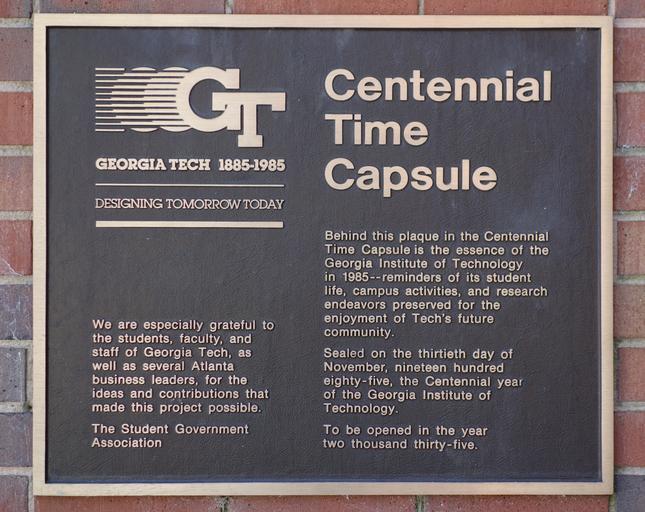 GT
GEORGIA TECH 1885-1985
DESIGNING TOMORROW TODAY
We are especially grateful to
the students, faculty, and
staff of Georgia Tech, as
well as several Atlanta
business leaders, for the
ideas and contributions that
made this project possible.
The Student Government
Association
Centennial
Time
Capsule
Behind this plaque in the Centennial
Time Capsule is the essence of the
Georgia Institute of Technology
in 1985--reminders of its student
life, campus activities, and research
endeavors preserved for the
enjoyment of Tech's future
community.
Sealed on the thirtieth day of
November, nineteen hundred
eighty-five, the Centennial year
of the Georgia Institute of
Technology.
To be opened in the year
two thousand thirty-five.